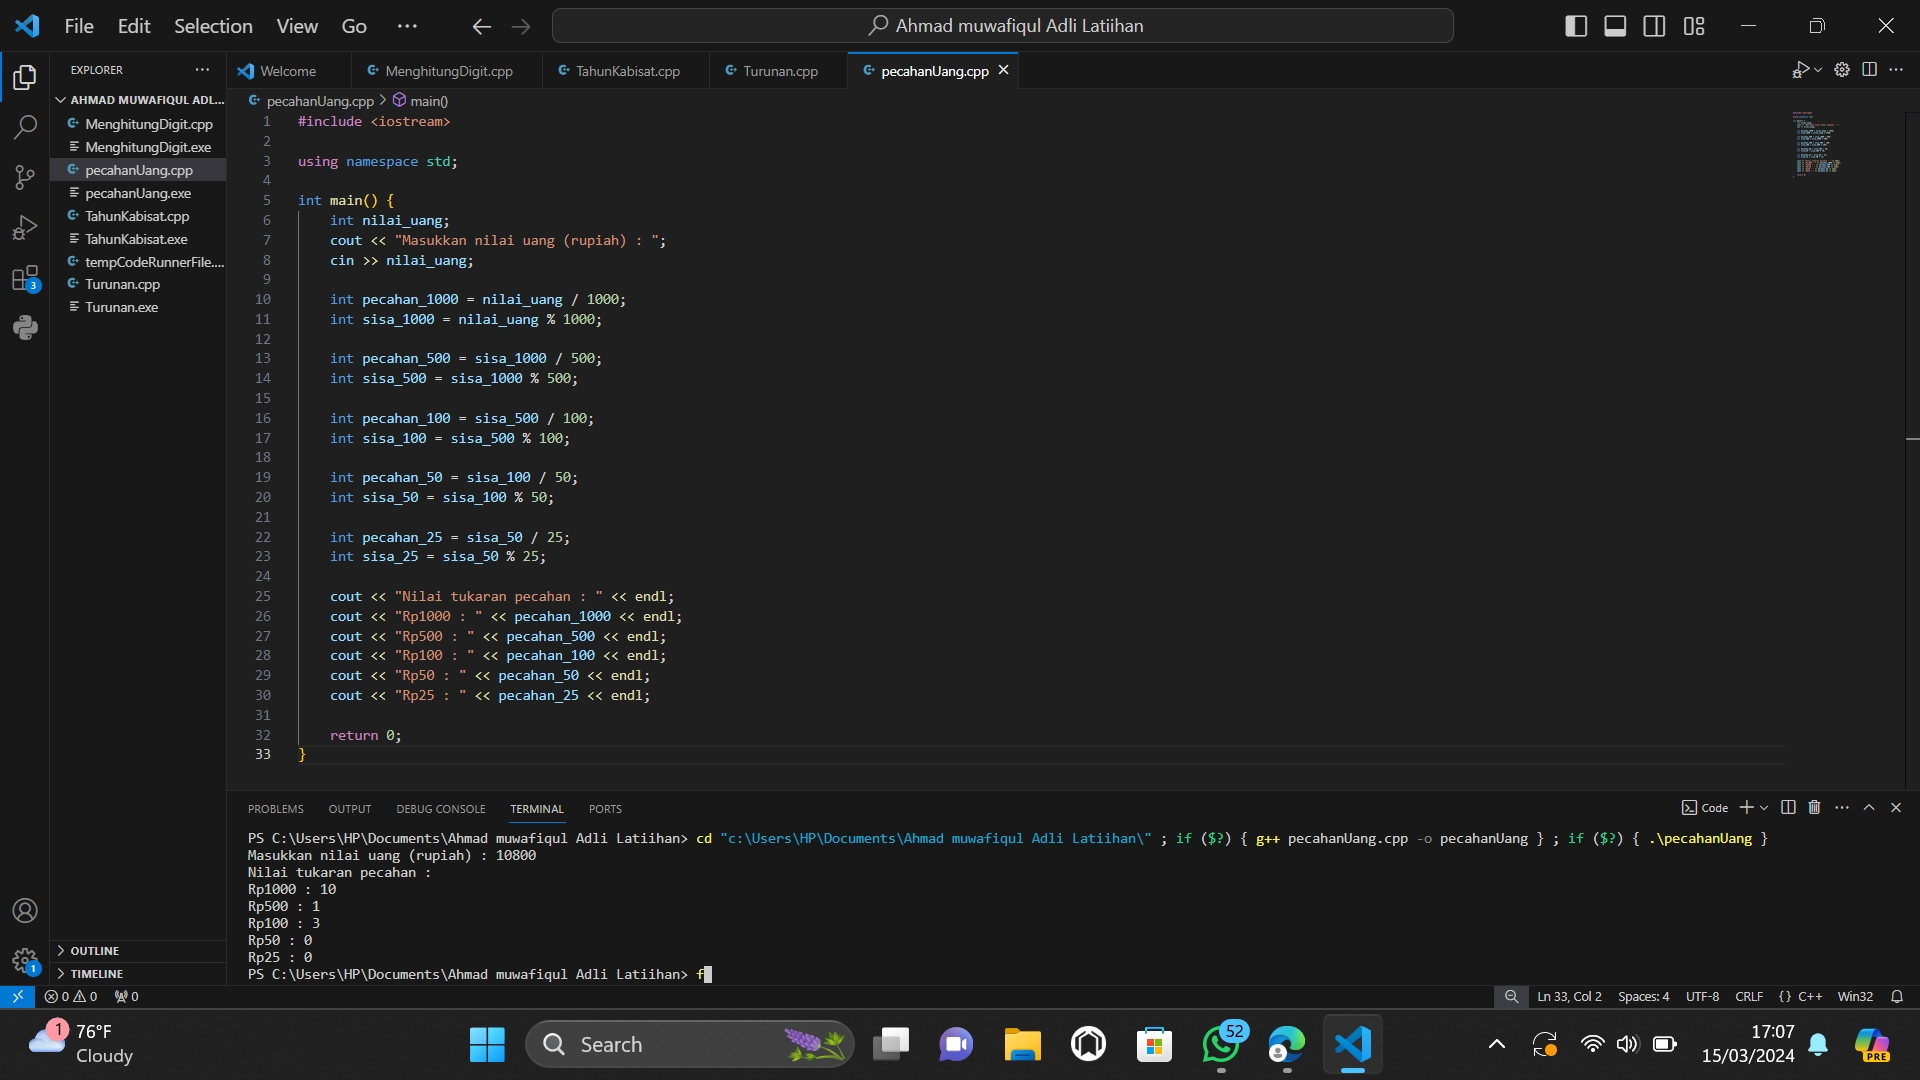 File Edit Selection View Go ...
Ahmad muwafiqul Adli Latiihan
EXPLORER
Welcome
MenghitungDigit.cpp
TahunKabisat.cpp
Turunan.cpp
pecahanUang.cpp
AHMAD MUWAFIQUL ADL...
MenghitungDigit.cpp
MenghitungDigit.exe
pecahanUang.cpp
pecahanUang.exe
TahunKabisat.cpp
TahunKabisat.exe
tempCodeRunnerFile....
Turunan.cpp
Turunan.exe
OUTLINE
TIMELINE
3
1
pecahanUang.cpp > main()
1 #include <iostream>
2
3 using namespace std;
4
5 int main() {
6 int nilai_uang;
7 cout << "Masukkan nilai uang (rupiah) : ";
8 cin >> nilai_uang;
9
10 int pecahan_1000 = nilai_uang / 1000;
11 int sisa_1000 = nilai_uang % 1000;
12
13 int pecahan_500 = sisa_1000 / 500;
14 int sisa_500 = sisa_1000 % 500;
15
16 int pecahan_100 = sisa_500 / 100;
17 int sisa_100 = sisa_500 % 100;
18
19 int pecahan_50 = sisa_100 / 50;
20 int sisa_50 = sisa_100 % 50;
21
22 int pecahan_25 = sisa_50 / 25;
23 int sisa_25 = sisa_50 % 25;
24
25 cout << "Nilai tukaran pecahan : " << endl;
26 cout << "Rp1000 : " << pecahan_1000 << endl;
27 cout << "Rp500 : " << pecahan_500 << endl;
28 cout << "Rp100 : " << pecahan_100 << endl;
29 cout << "Rp50 : " << pecahan_50 << endl;
30 cout << "Rp25 : " << pecahan_25 << endl;
31
32 return 0;
33 }
PROBLEMS OUTPUT DEBUG CONSOLE TERMINAL PORTS
Code
PS C:\Users\HP\Documents\Ahmad muwafiqul Adli Latiihan> cd "c:\Users\HP\Documents\Ahmad muwafiqul Adli Latiihan\" ; if ($?) { g++ pecahanUang.cpp -o pecahanUang } ; if ($?) { .\pecahanUang }
Masukkan nilai uang (rupiah) : 10800
Nilai tukaran pecahan :
Rp1000 : 10
Rp500 : 1
Rp100 : 3
Rp50 : 0
Rp25 : 0
PS C:\Users\HP\Documents\Ahmad muwafiqul Adli Latiihan> f
0 0 0
Ln 33, Col 2 Spaces: 4 UTF-8 CRLF {} C++ Win32
1
76°F
Cloudy
Search
52
17:07
15/03/2024
PRE